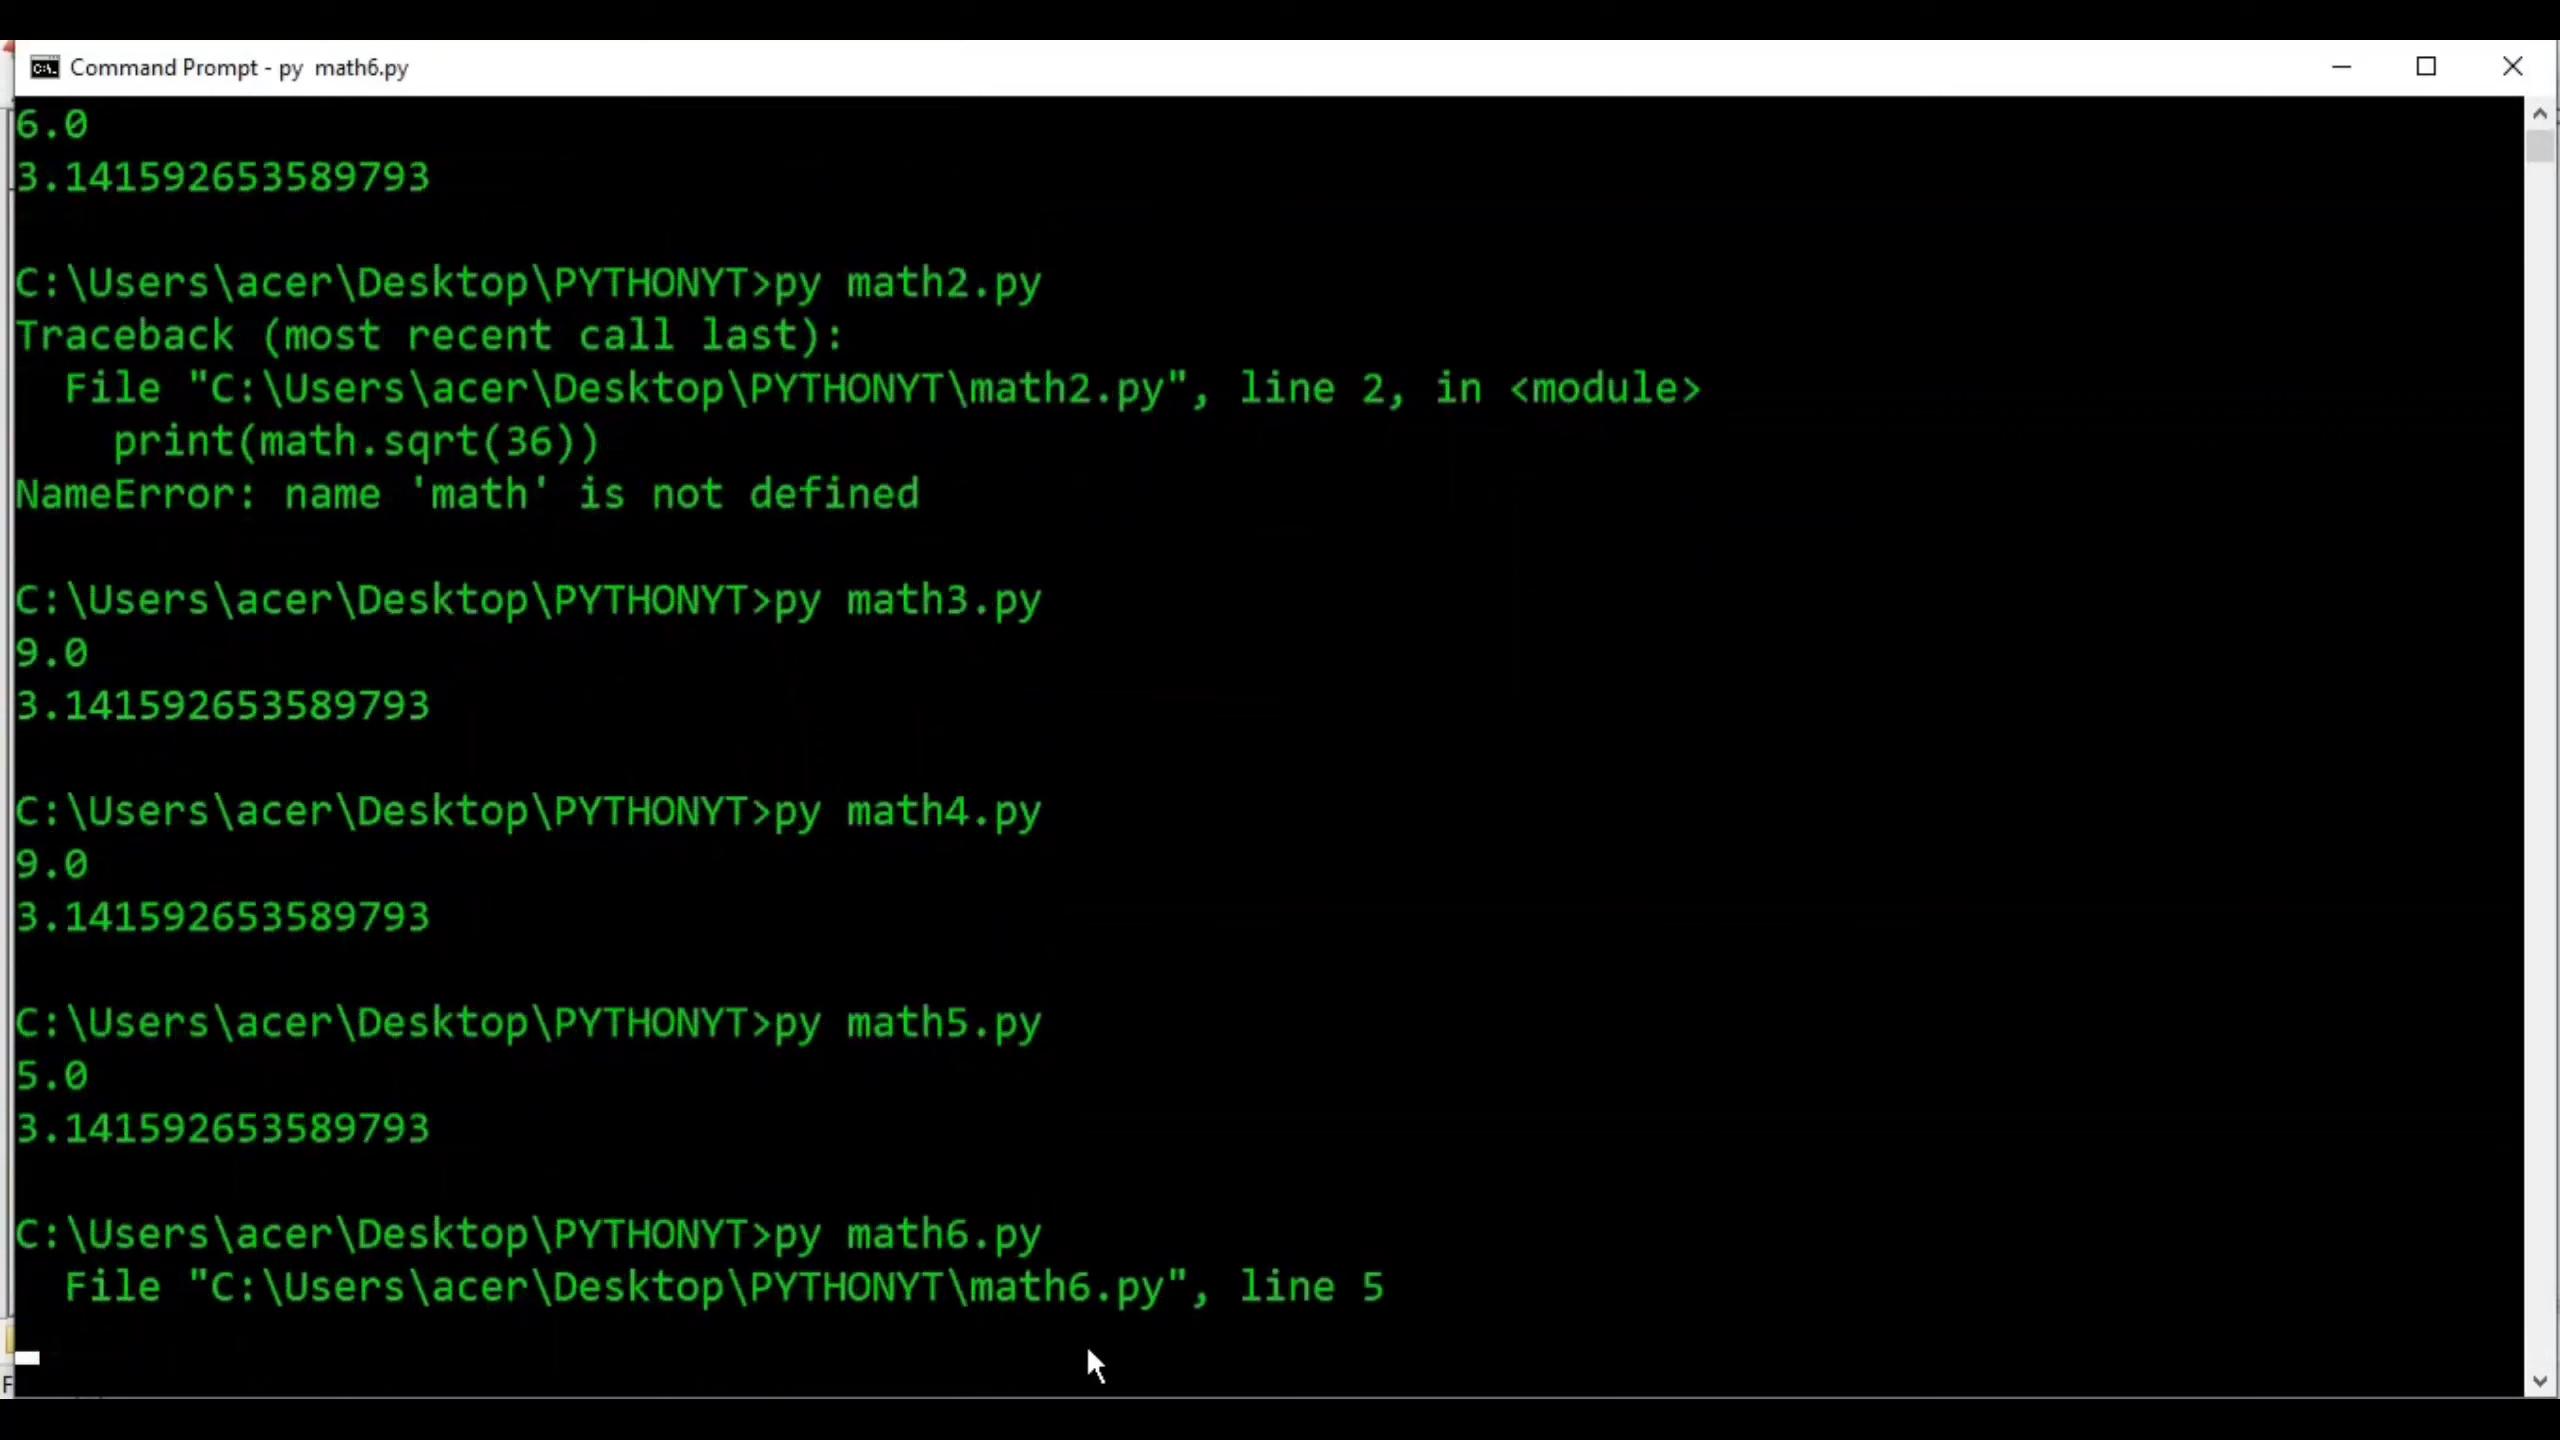 Command Prompt - py  math6.py
6.0
3.141592653589793
C:\Users\acer\Desktop\PYTHONYT>py math2.py
Traceback (most recent call last):
  File "C:\Users\acer\Desktop\PYTHONYT\math2.py", line 2, in <module>
    print(math.sqrt(36))
NameError: name 'math' is not defined
C:\Users\acer\Desktop\PYTHONYT>py math3.py
9.0
3.141592653589793
C:\Users\acer\Desktop\PYTHONYT>py math4.py
9.0
3.141592653589793
C:\Users\acer\Desktop\PYTHONYT>py math5.py
5.0
3.141592653589793
C:\Users\acer\Desktop\PYTHONYT>py math6.py
  File "C:\Users\acer\Desktop\PYTHONYT\math6.py", line 5